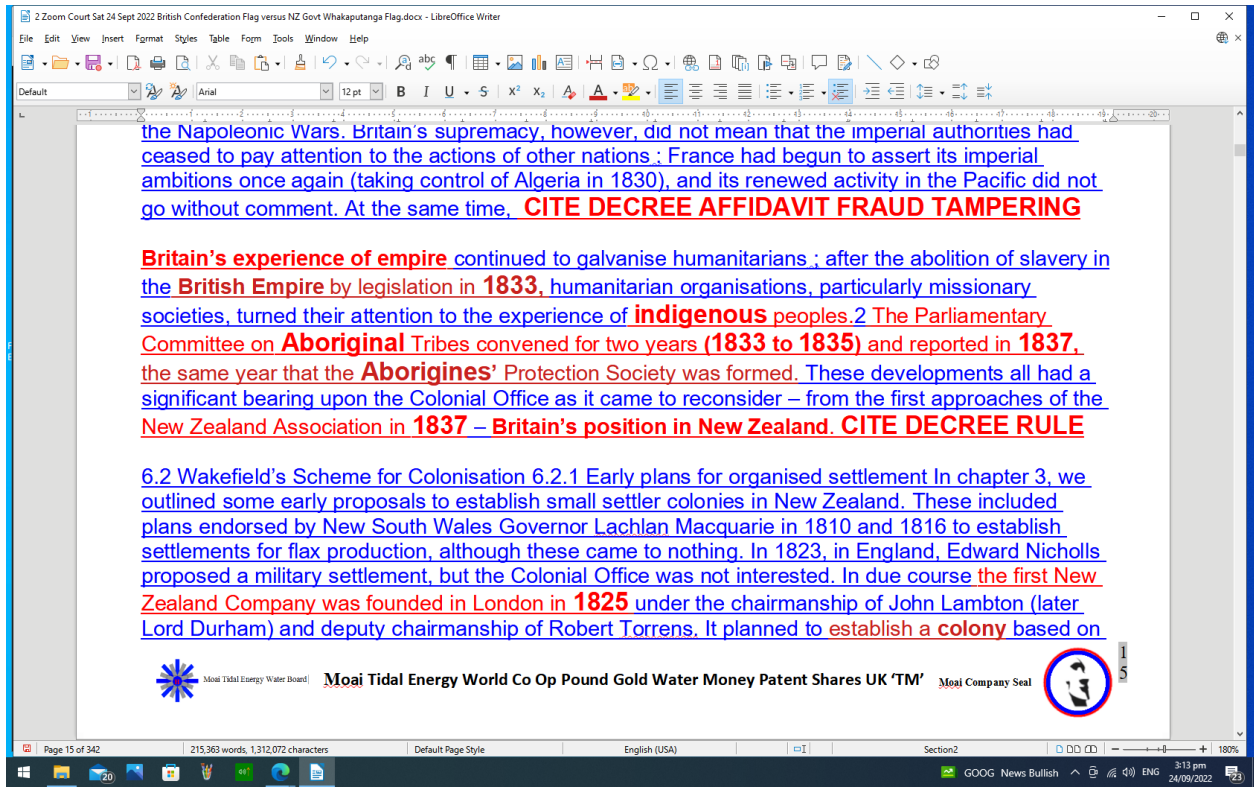 2 Zoom Court Sat 24 Sept 2022 British Confederation Flag versus NZ Govt Whakaputanga Flag.docx - LibreOffice Writer
File Edit View Insert Format Styles Table Form Tools Window Help
Default Arial 12 pt
the Napoleonic Wars. Britain's supremacy, however, did not mean that the imperial authorities had
ceased to pay attention to the actions of other nations ; France had begun to assert its imperial
ambitions once again (taking control of Algeria in 1830), and its renewed activity in the Pacific did not
go without comment. At the same time, CITE DECREE AFFIDAVIT FRAUD TAMPERING
Britain's experience of empire continued to galvanise humanitarians ; after the abolition of slavery in
the British Empire by legislation in 1833, humanitarian organisations, particularly missionary
societies, turned their attention to the experience of indigenous peoples.2 The Parliamentary
Committee on Aboriginal Tribes convened for two years (1833 to 1835) and reported in 1837,
the same year that the Aborigines' Protection Society was formed. These developments all had a
significant bearing upon the Colonial Office as it came to reconsider – from the first approaches of the
New Zealand Association in 1837 – Britain's position in New Zealand. CITE DECREE RULE
6.2 Wakefield's Scheme for Colonisation 6.2.1 Early plans for organised settlement In chapter 3, we
outlined some early proposals to establish small settler colonies in New Zealand. These included
plans endorsed by New South Wales Governor Lachlan Macquarie in 1810 and 1816 to establish
settlements for flax production, although these came to nothing. In 1823, in England, Edward Nicholls
proposed a military settlement, but the Colonial Office was not interested. In due course the first New
Zealand Company was founded in London in 1825 under the chairmanship of John Lambton (later
Lord Durham) and deputy chairmanship of Robert Torrens. It planned to establish a colony based on
Moai Tidal Energy Water Board Moai Tidal Energy World Co Op Pound Gold Water Money Patent Shares UK 'TM' Moai Company Seal
1
5
Page 15 of 342 215,363 words, 1,312,072 characters Default Page Style English (USA) Section2 180%
20 GOOG News Bullish ENG 3:13 pm
24/09/2022 23